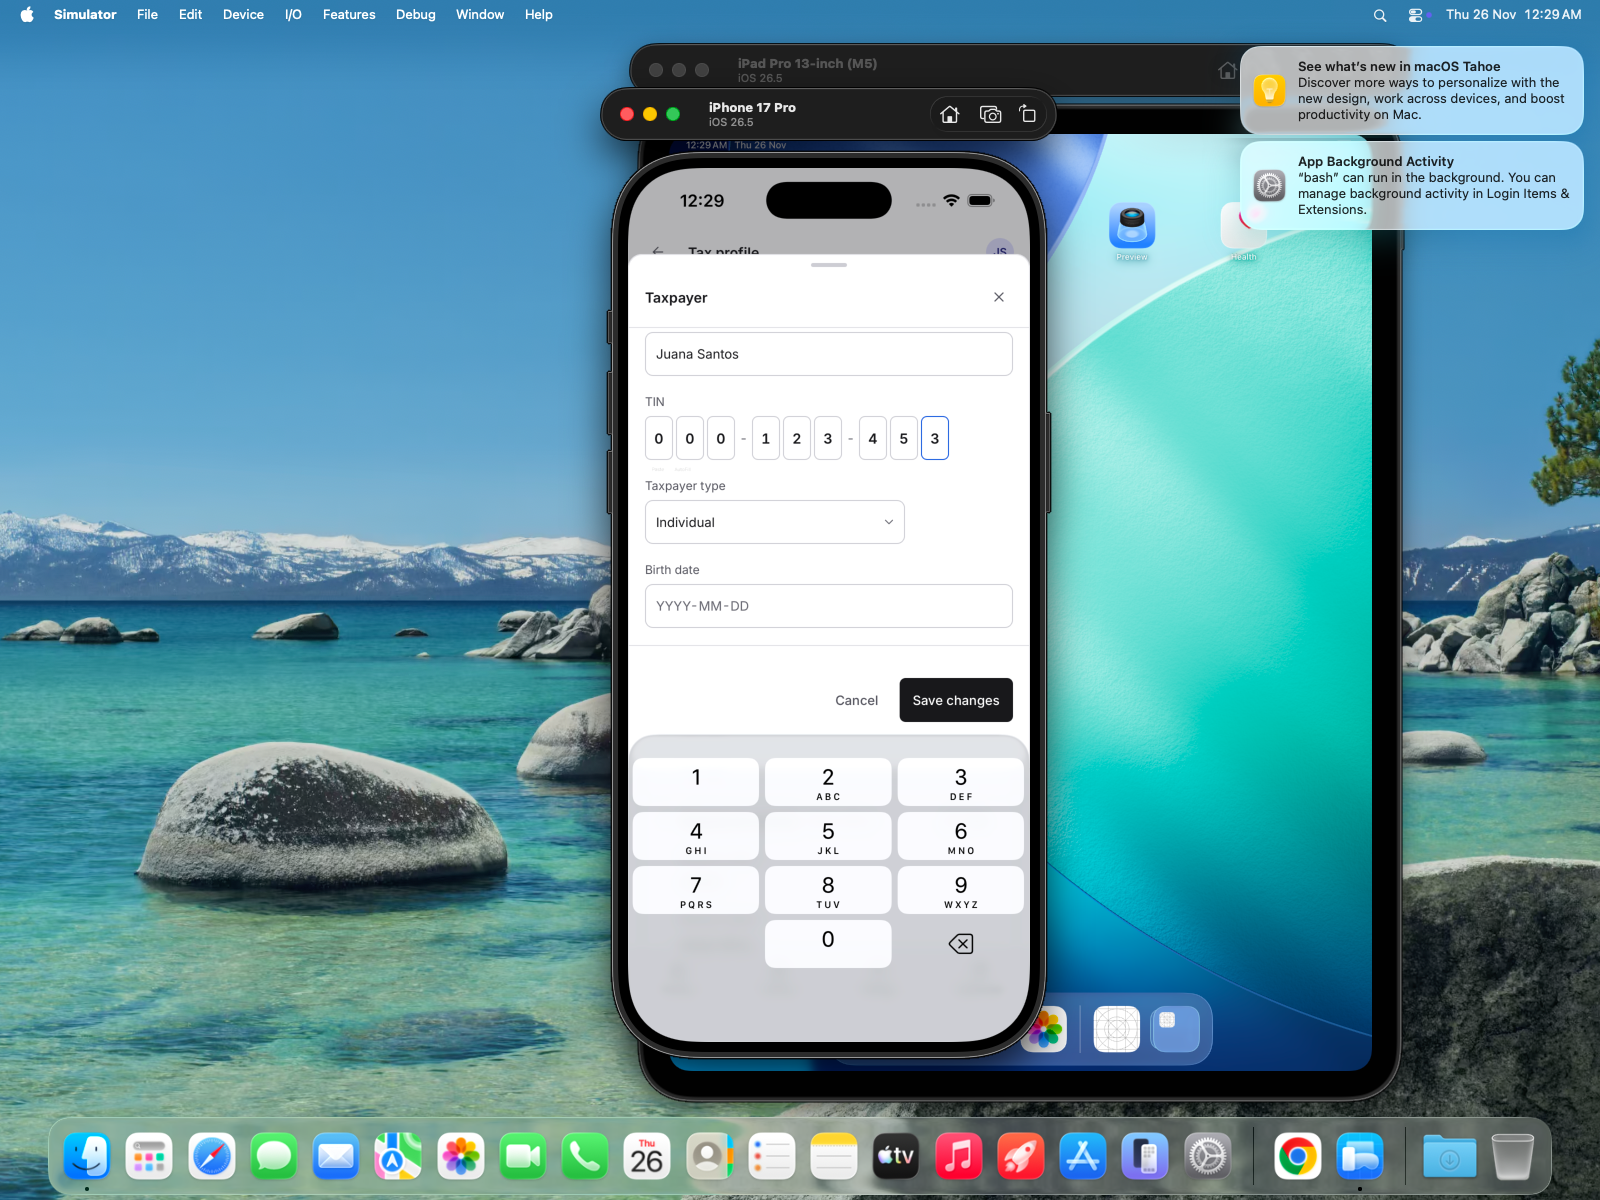 Simulator File Edit Device I/O Features Debug Window Help
Thu 26 Nov 12:29 AM
iPad Pro 13-inch (M5)
iOS 26.5
See what's new in macOS Tahoe
Discover more ways to personalize with the
new design, work across devices, and boost
productivity on Mac.
iPhone 17 Pro
iOS 26.5
12:29 AM Thu 26 Nov
App Background Activity
“bash” can run in the background. You can
manage background activity in Login Items &
Extensions.
Preview
Health
12:29
Tax profile
JS
Taxpayer
Juana Santos
TIN
0 0 0 - 1 2 3 - 4 5 3
Taxpayer type
Individual
Birth date
YYYY-MM-DD
Cancel
Save changes
1
2 ABC
3 DEF
4 GHI
5 JKL
6 MNO
7 PQRS
8 TUV
9 WXYZ
0
Thu
26
tv